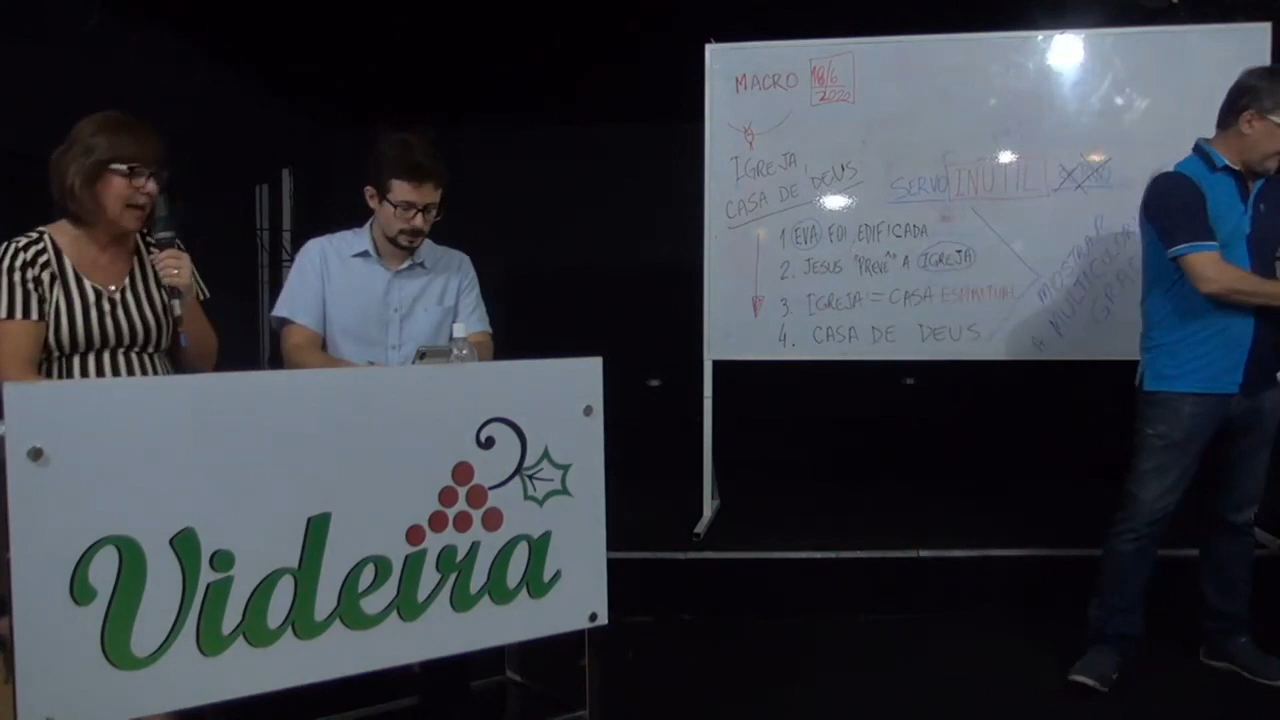 MACRO 18/6
2020
IGREJA,
CASA DE DEUS
1 EVA FOI EDIFICADA
2. JESUS "PREVÊ" A IGREJA
3. IGREJA = CASA ESPIRITUAL
4. CASA DE DEUS
SERVO INÚTIL
MOSTRAR
A MULTICOLOR
GRAÇA
Videira